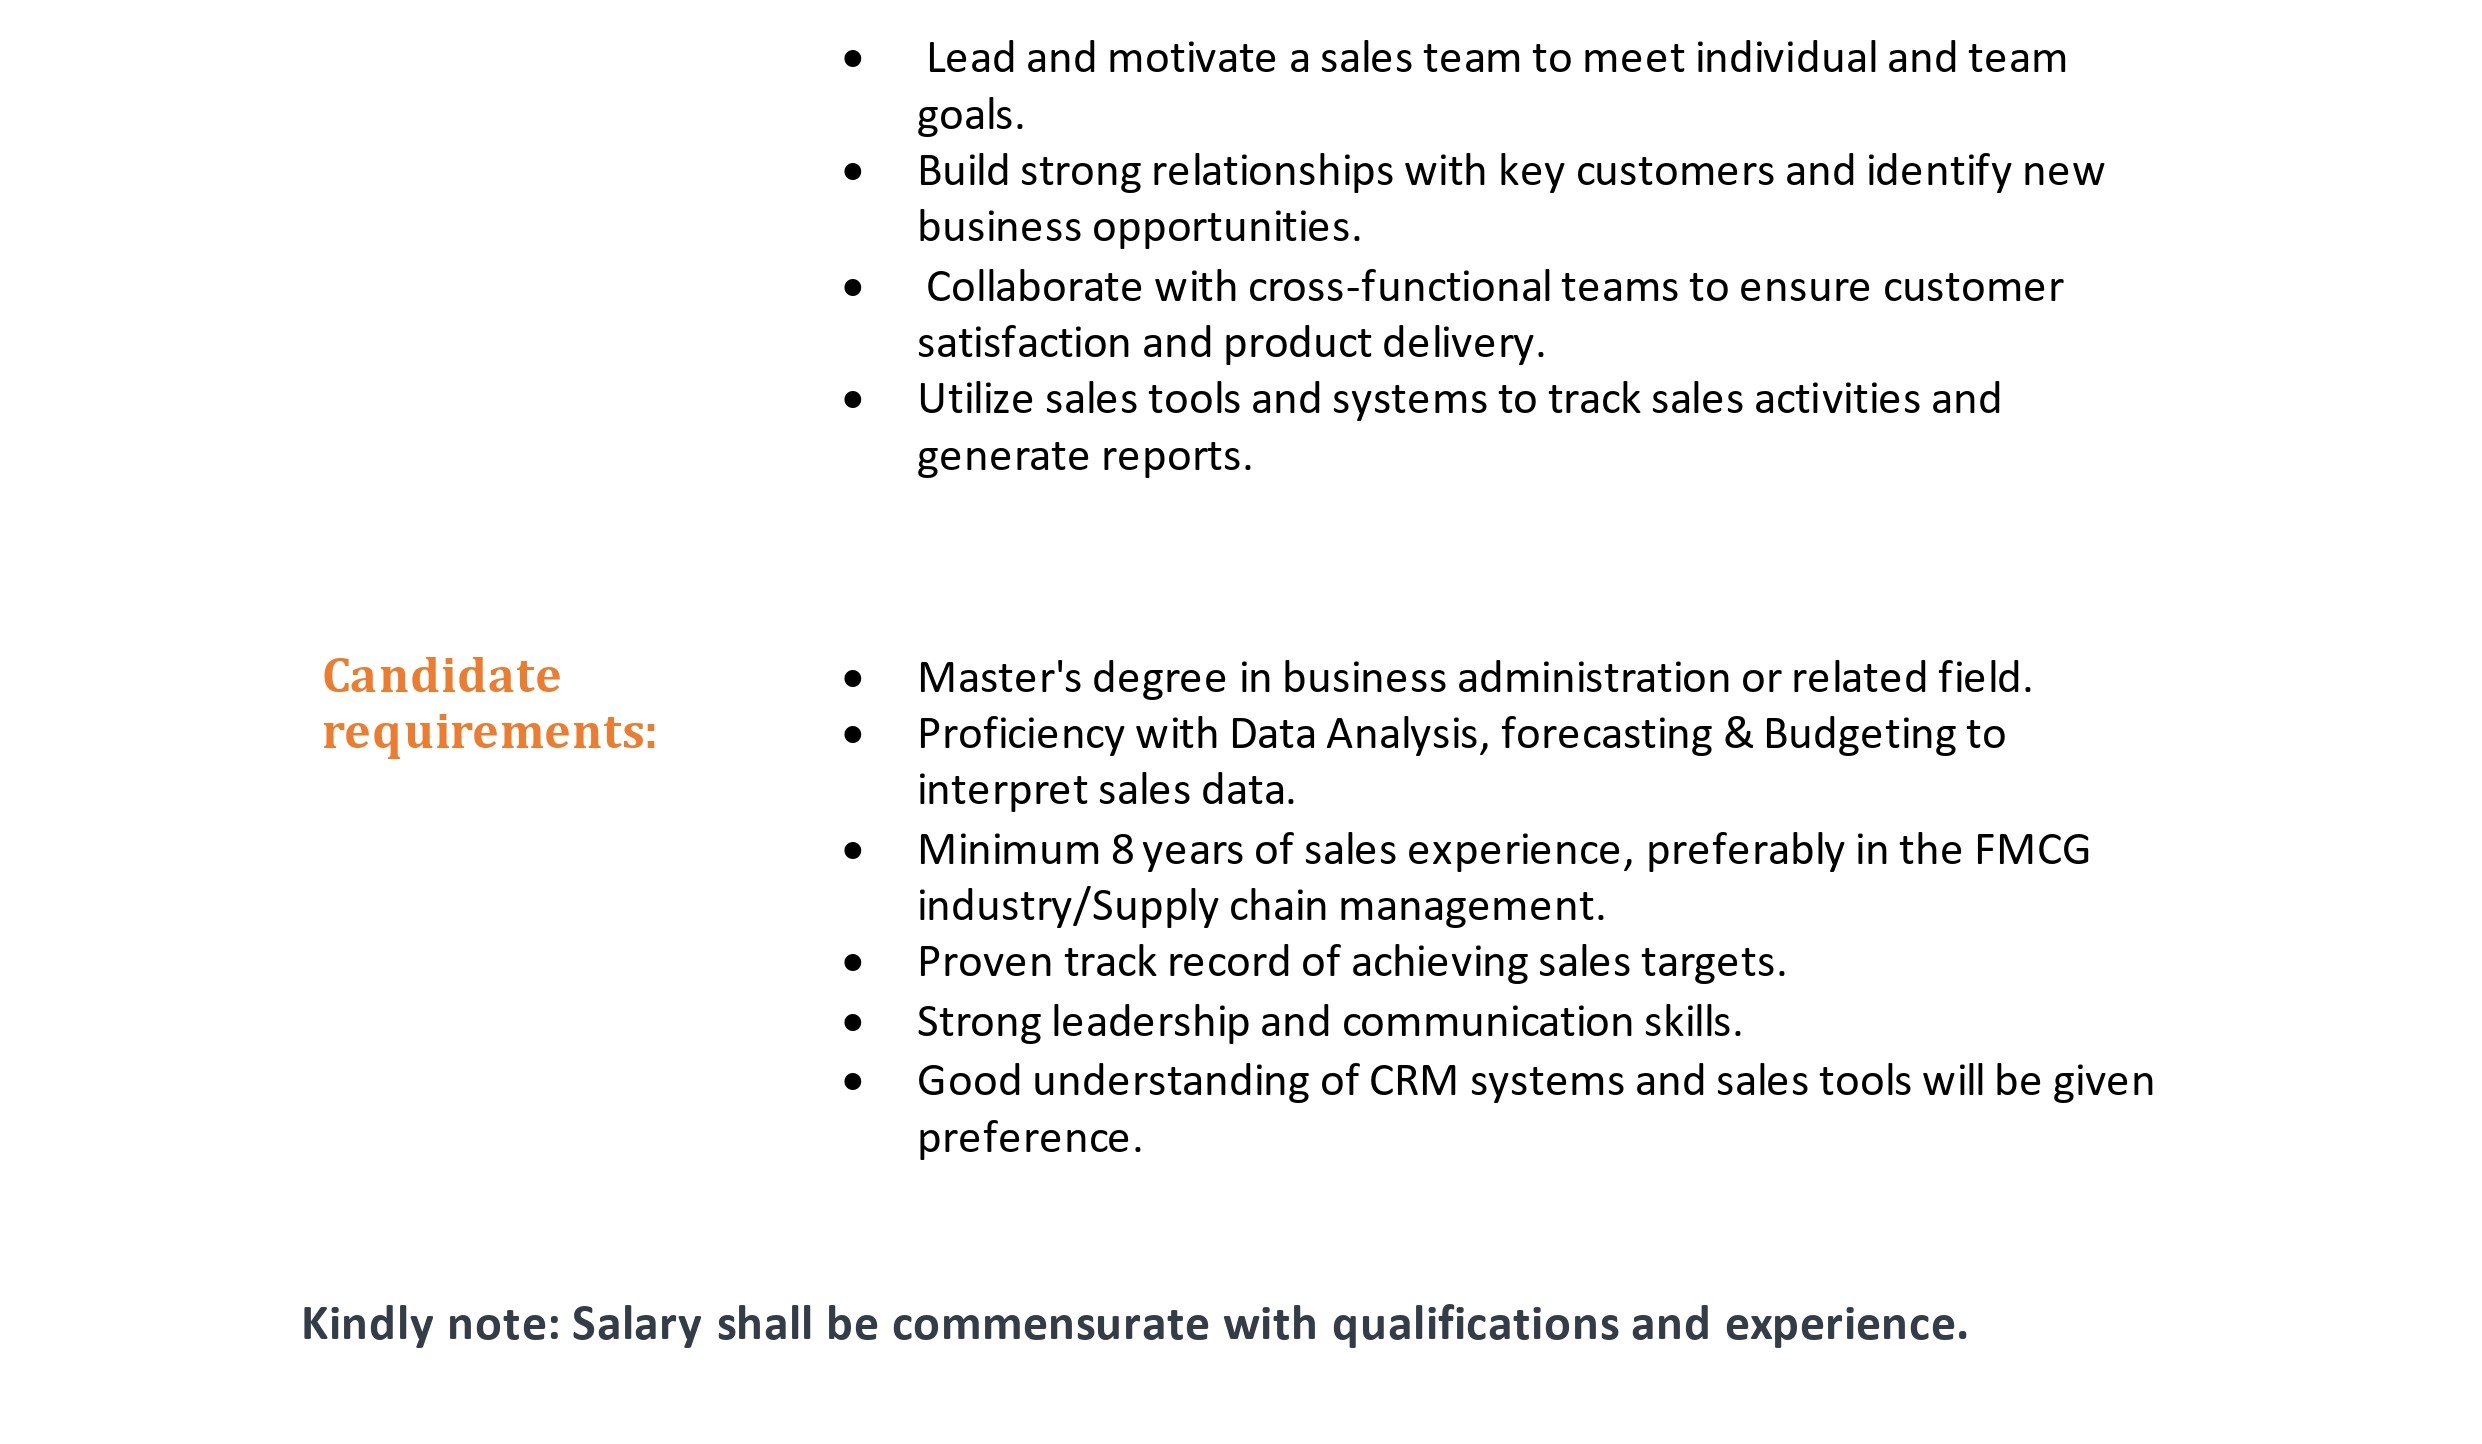 • Lead and motivate a sales team to meet individual and team
goals.
• Build strong relationships with key customers and identify new
business opportunities.
• Collaborate with cross-functional teams to ensure customer
satisfaction and product delivery.
• Utilize sales tools and systems to track sales activities and
generate reports.
Candidate
requirements:
• Master's degree in business administration or related field.
• Proficiency with Data Analysis, forecasting & Budgeting to
interpret sales data.
• Minimum 8 years of sales experience, preferably in the FMCG
industry/Supply chain management.
• Proven track record of achieving sales targets.
• Strong leadership and communication skills.
• Good understanding of CRM systems and sales tools will be given
preference.
Kindly note: Salary shall be commensurate with qualifications and experience.